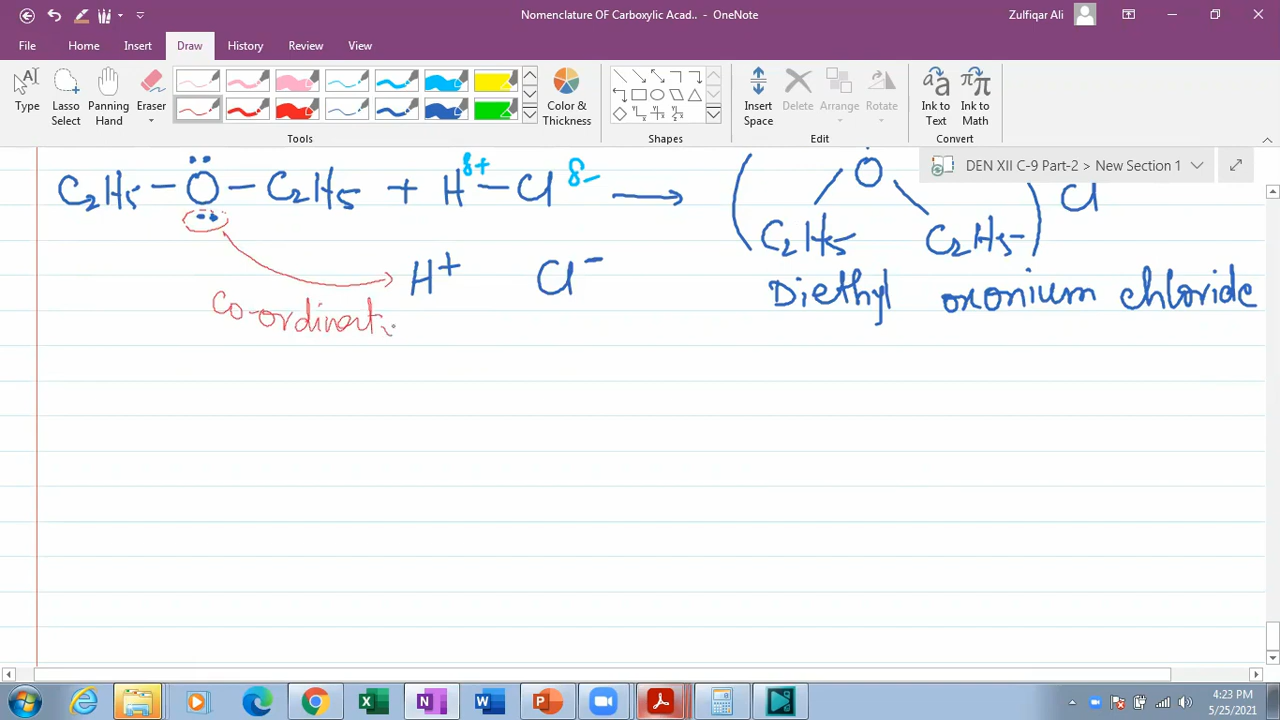 Nomenclature OF Carboxylic Acad.. - OneNote
Zulfiqar Ali
File Home Insert Draw History Review View
Type
Lasso Select
Panning Hand
Eraser
Color & Thickness
Insert Space
Delete
Arrange
Rotate
Ink to Text
Ink to Math
Tools
Shapes
Edit
Convert
DEN XII C-9 Part-2 > New Section 1
C2H5 — Ö — C2H5 + Hδ+ — Cl δ- → ( O C2H5 C2H5 ) Cl
H+ Cl-
Diethyl oxonium chloride
Co-ordinati
4:23 PM
5/25/2021